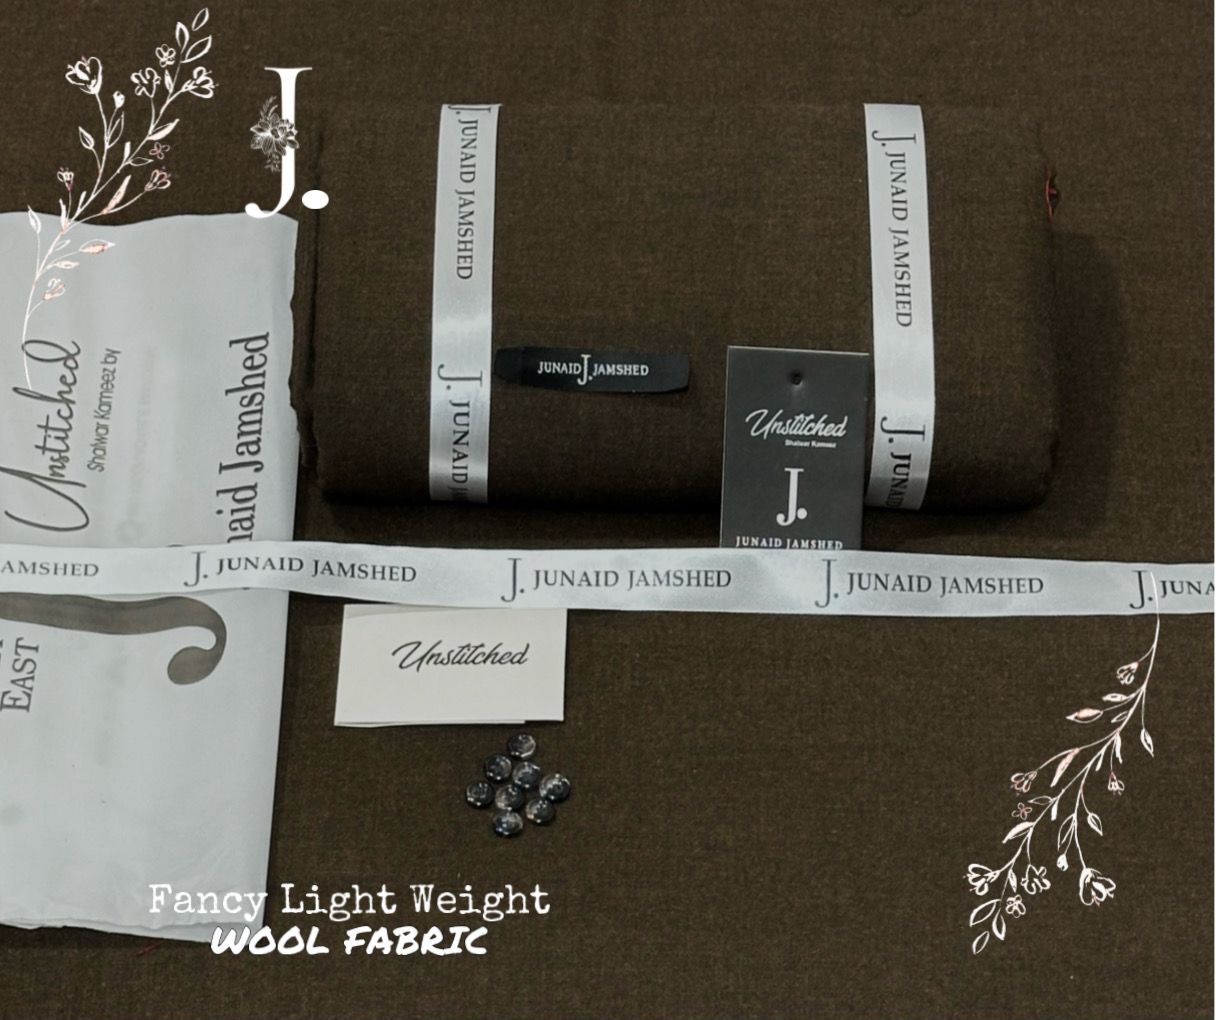 J.
J. JUNAID JAMSHED
J. JUNAID
J. JUNAID JAMSHED
J. JUNAID
JUNAID J. JAMSHED
Unstitched
Shalwar Kameez
J.
JUNAID JAMSHED
Unstitched
Shalwar Kameez by
Junaid Jamshed
EAST
JAMSHED J. JUNAID JAMSHED J. JUNAID JAMSHED J. JUNAID JAMSHED J. JUNA
Unstitched
Fancy Light Weight
WOOL FABRIC